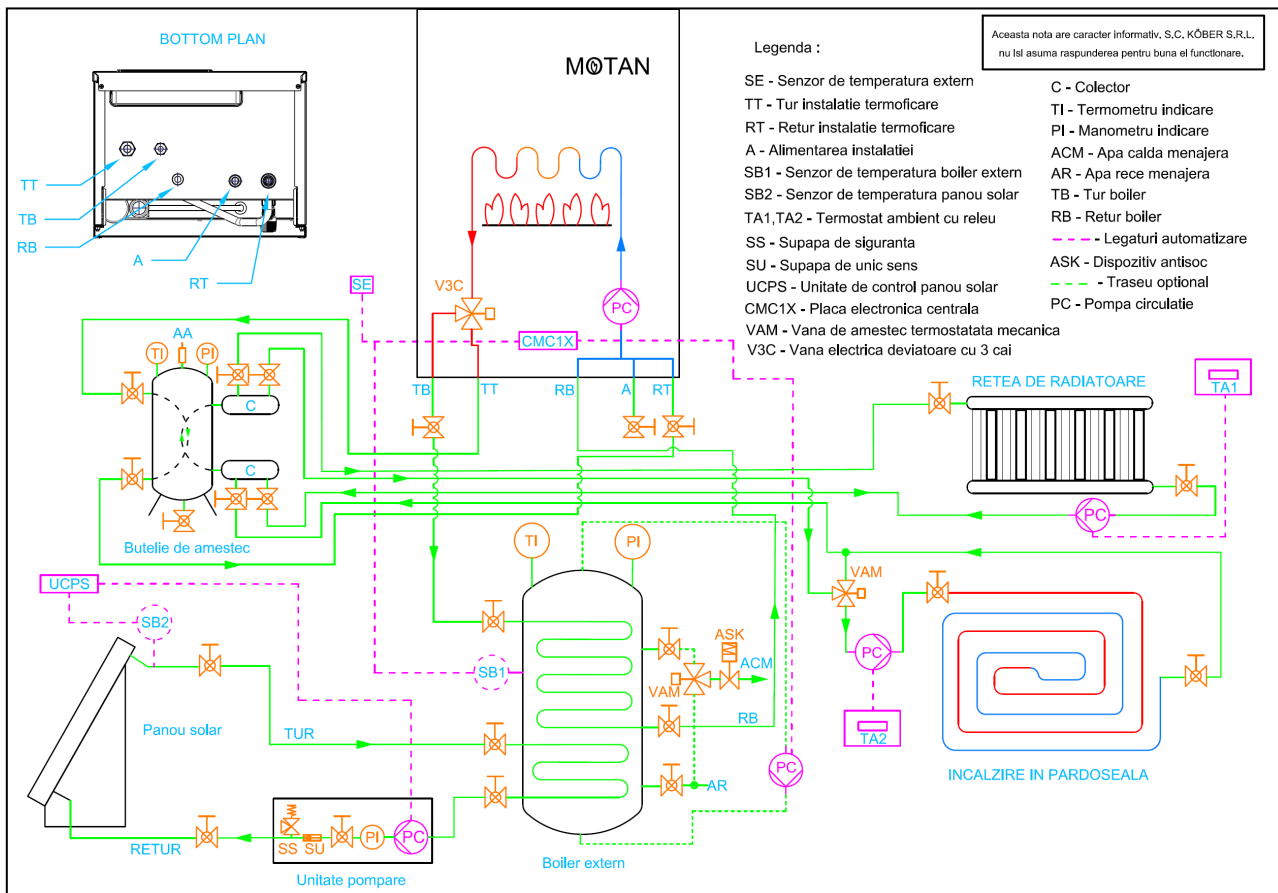 BOTTOM PLAN
TT
TB
RB
A
RT
MOTAN
V3C
PC
CMC1X
TB
TT
RB
A
RT
Legenda :
SE - Senzor de temperatura extern
TT - Tur instalatie termoficare
RT - Retur instalatie termoficare
A - Alimentarea instalatiei
SB1 - Senzor de temperatura boiler extern
SB2 - Senzor de temperatura panou solar
TA1,TA2 - Termostat ambient cu releu
SS - Supapa de siguranta
SU - Supapa de unic sens
UCPS - Unitate de control panou solar
CMC1X - Placa electronica centrala
VAM - Vana de amestec termostatata mecanica
V3C - Vana electrica deviatoare cu 3 cai
Aceasta nota are caracter informativ. S.C. KÖBER S.R.L.
nu isi asuma raspunderea pentru buna ei functionare.
C - Colector
TI - Termometru indicare
PI - Manometru indicare
ACM - Apa calda menajera
AR - Apa rece menajera
TB - Tur boiler
RB - Retur boiler
- Legaturi automatizare
ASK - Dispozitiv antisoc
- Traseu optional
PC - Pompa circulatie
SE
AA
TI
PI
C
C
Butelie de amestec
RETEA DE RADIATOARE
TA1
PC
UCPS
SB2
Panou solar
TUR
RETUR
SS
SU
PI
PC
Unitate pompare
TI
PI
SB1
ASK
VAM
ACM
RB
AR
PC
Boiler extern
VAM
PC
TA2
INCALZIRE IN PARDOSEALA